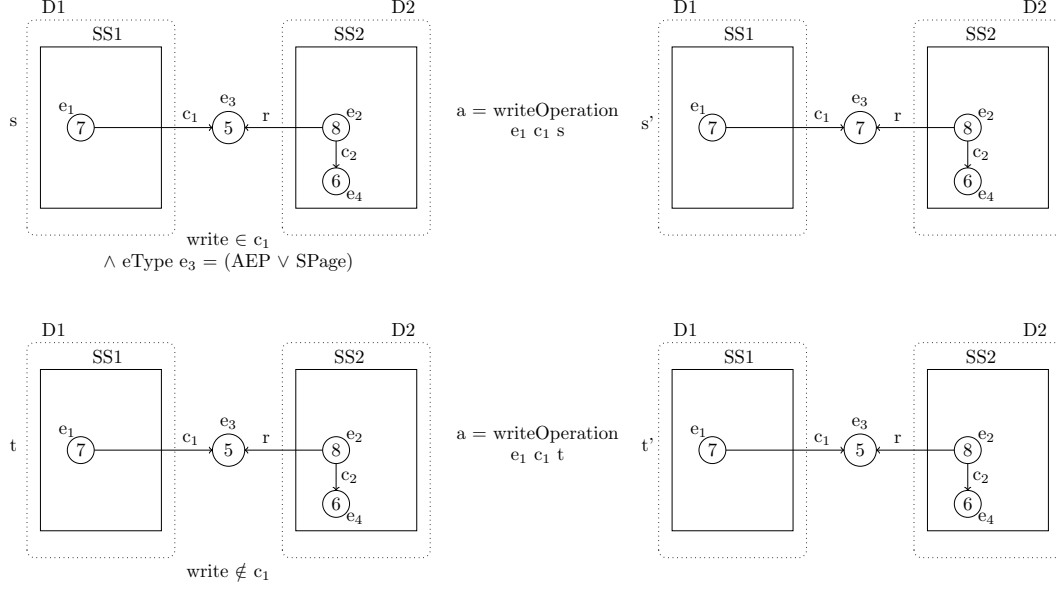 D1 D2 D1 D2
SS1 SS2 SS1 SS2
s e₁ 7 c₁ e₃ 5 r 8 e₂ c₂ 6 e₄
a = writeOperation
e₁ c₁ s
s' e₁ 7 c₁ e₃ 7 r 8 e₂ c₂ 6 e₄
write ∈ c₁
∧ eType e₃ = (AEP ∨ SPage)
D1 D2 D1 D2
SS1 SS2 SS1 SS2
t e₁ 7 c₁ e₃ 5 r 8 e₂ c₂ 6 e₄
a = writeOperation
e₁ c₁ t
t' e₁ 7 c₁ e₃ 5 r 8 e₂ c₂ 6 e₄
write ∉ c₁